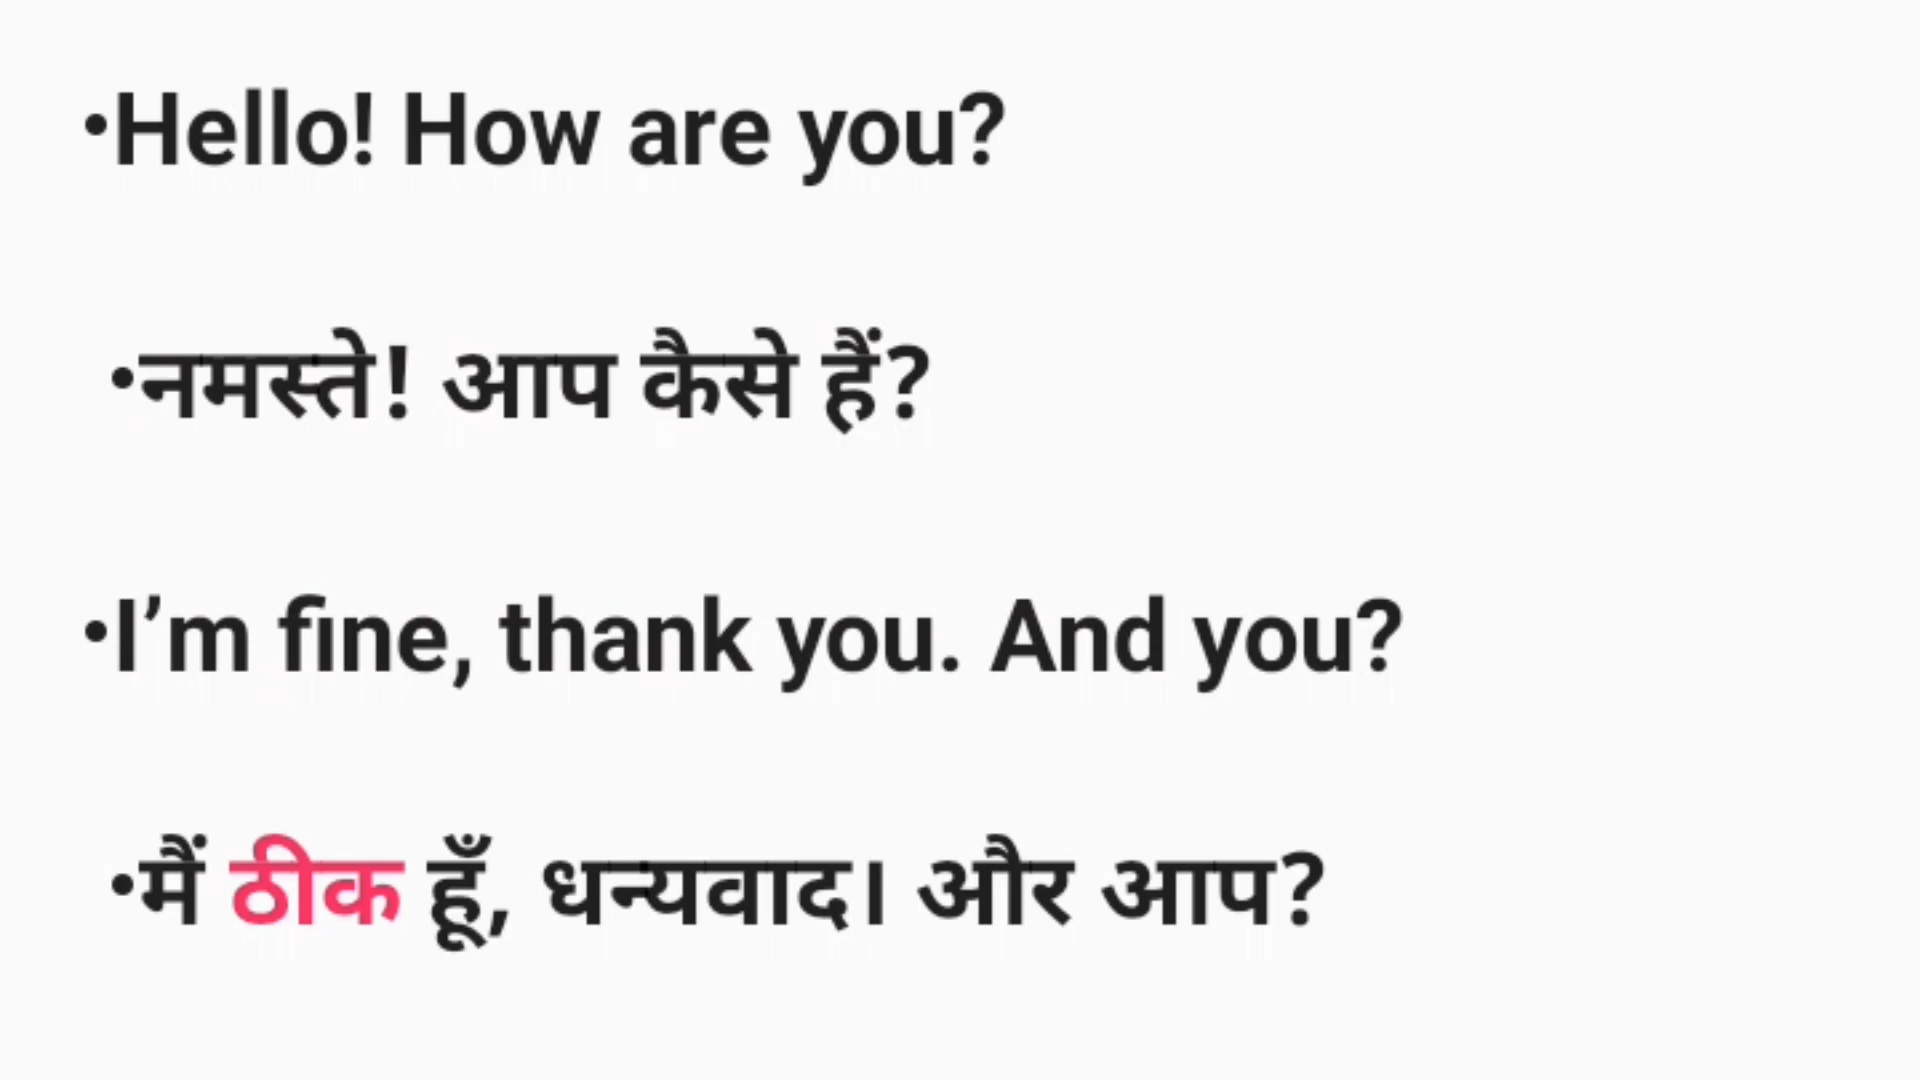 •Hello! How are you?
•नमस्ते! आप कैसे हैं?
•I’m fine, thank you. And you?
•मैं ठीक हूँ, धन्यवाद। और आप?